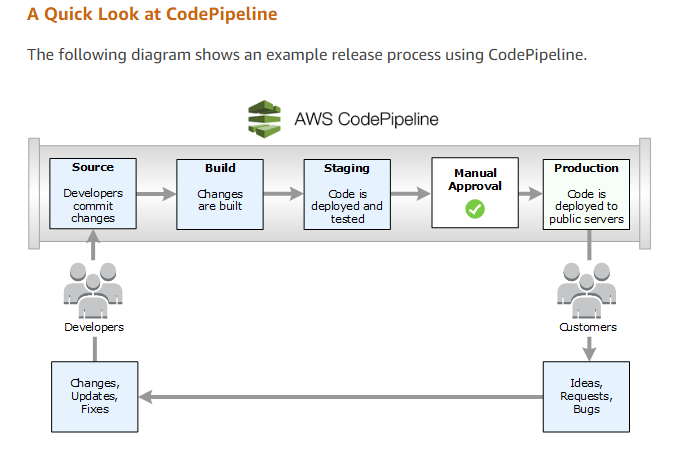 A Quick Look at CodePipeline
The following diagram shows an example release process using CodePipeline.
AWS CodePipeline
Source
Developers
commit
changes
Build
Changes
are built
Staging
Code is
deployed and
tested
Manual
Approval
Production
Code is
deployed to
public servers
Developers
Customers
Changes,
Updates,
Fixes
Ideas,
Requests,
Bugs